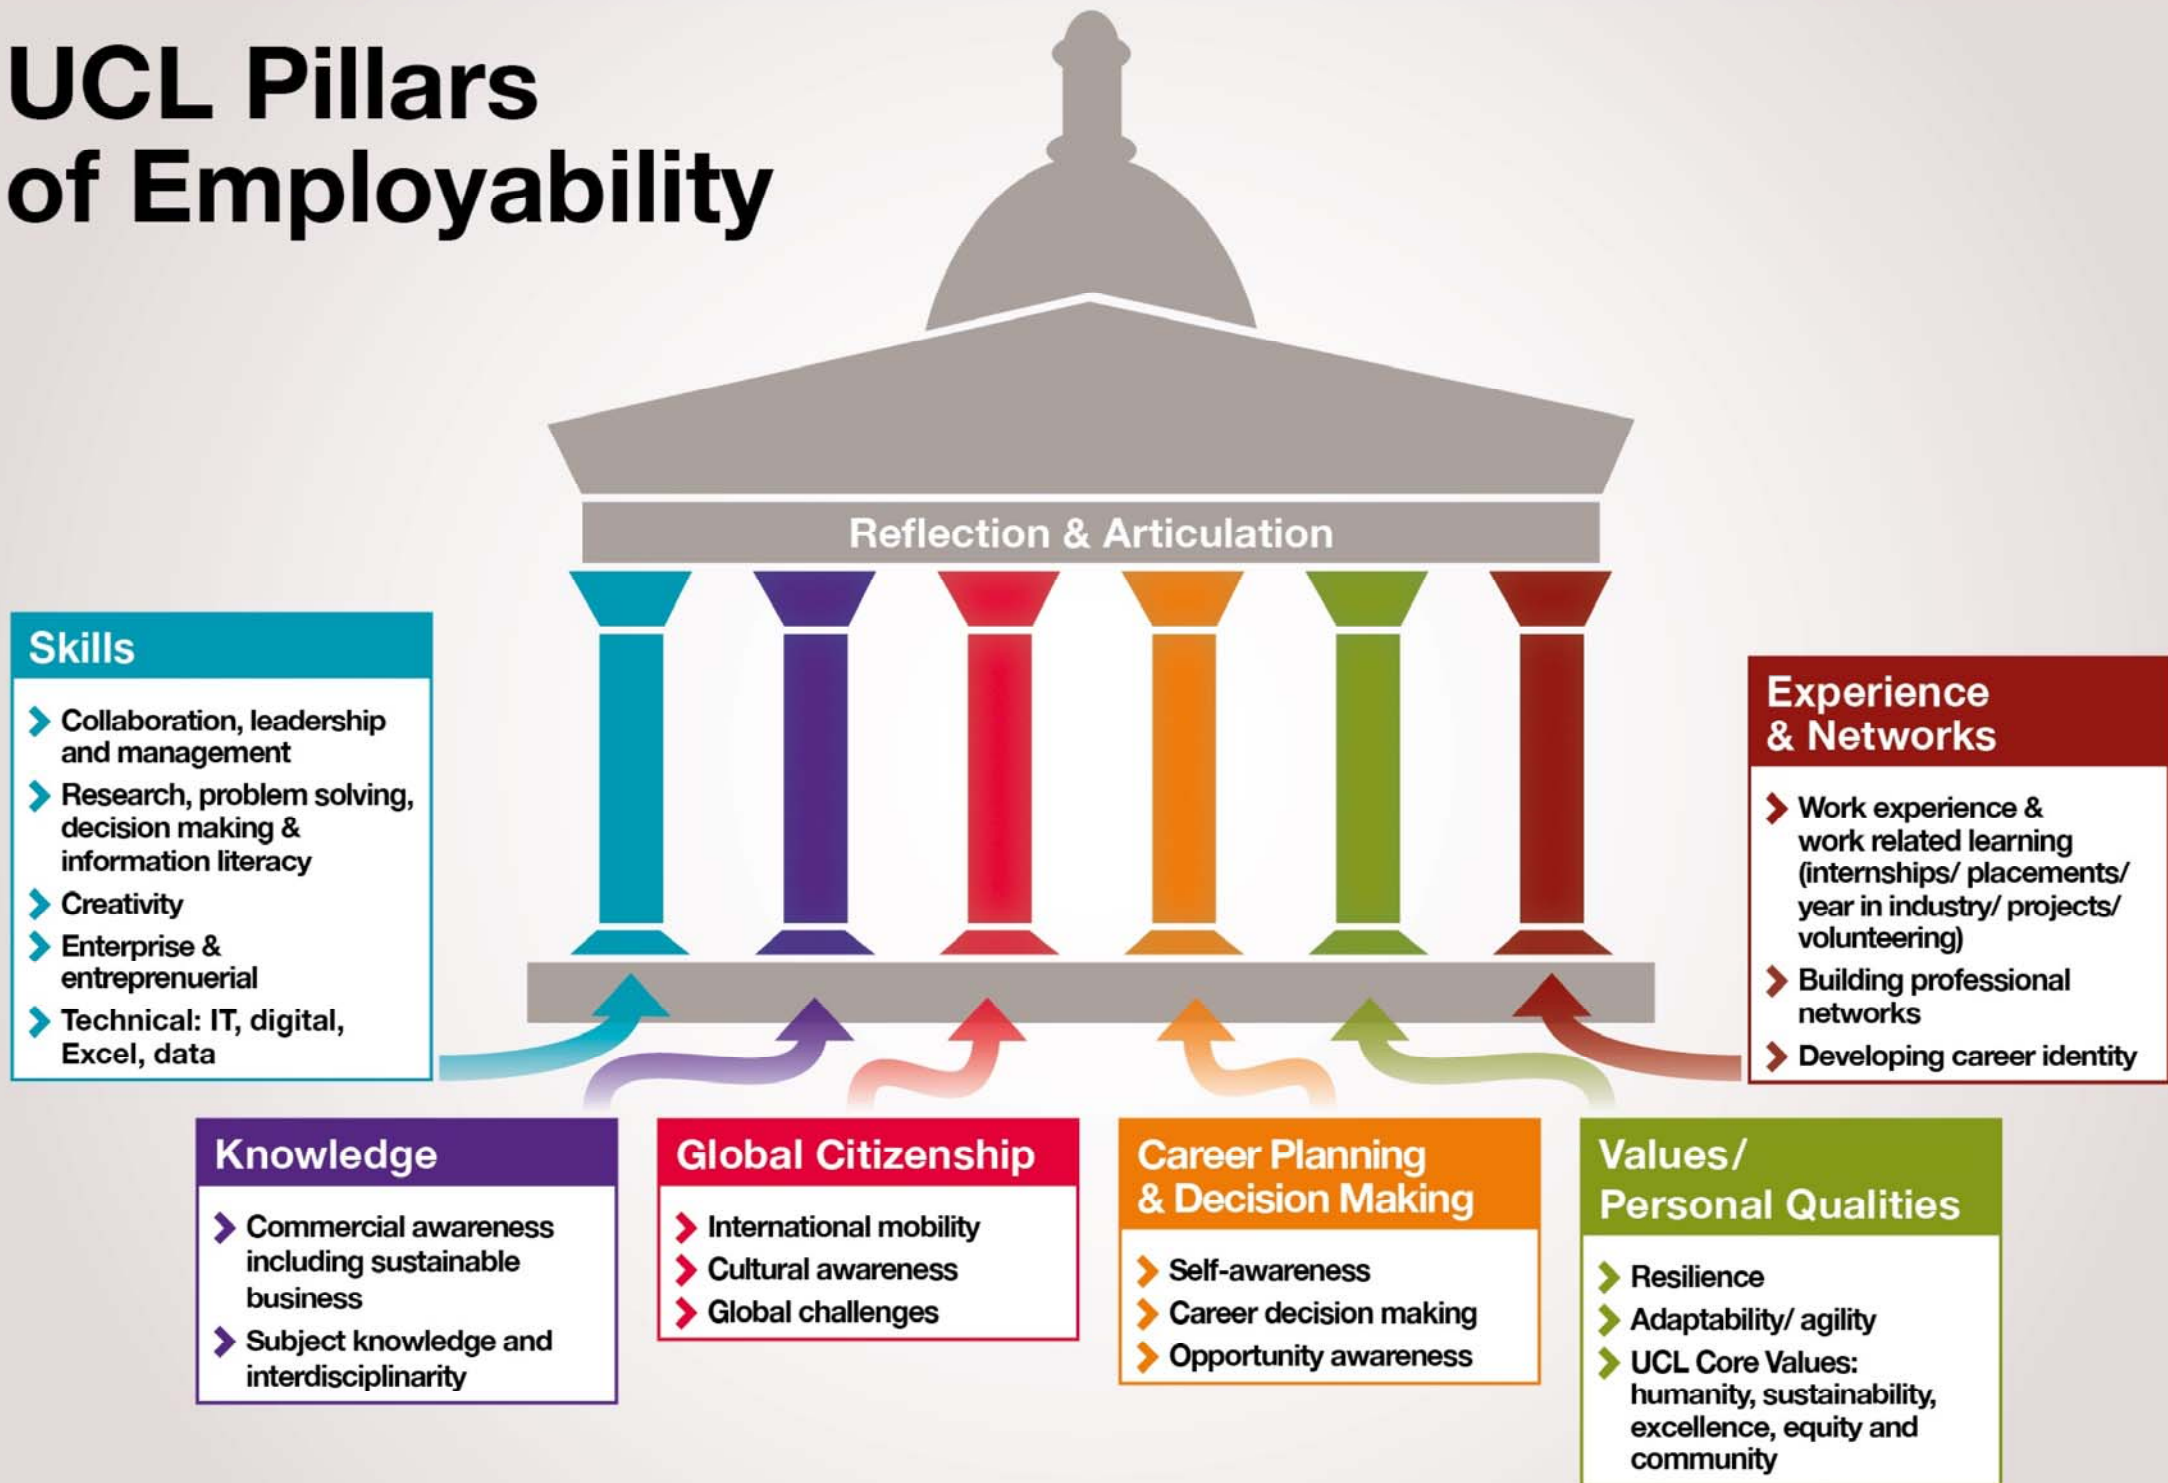 UCL Pillars
of Employability
Reflection & Articulation
Skills
Collaboration, leadership
and management
Research, problem solving,
decision making &
information literacy
Creativity
Enterprise &
entreprenuerial
Technical: IT, digital,
Excel, data
Knowledge
Commercial awareness
including sustainable
business
Subject knowledge and
interdisciplinarity
Global Citizenship
International mobility
Cultural awareness
Global challenges
Career Planning
& Decision Making
Self-awareness
Career decision making
Opportunity awareness
Values/
Personal Qualities
Resilience
Adaptability/ agility
UCL Core Values:
humanity, sustainability,
excellence, equity and
community
Experience
& Networks
Work experience &
work related learning
(internships/ placements/
year in industry/ projects/
volunteering)
Building professional
networks
Developing career identity